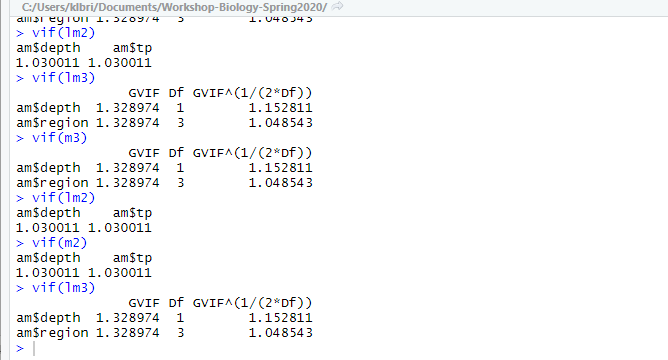 C:/Users/klbri/Documents/Workshop-Biology-Spring2020/
am$region 1.328974  3        1.048543
> vif(lm2)
am$depth    am$tp
1.030011 1.030011
> vif(lm3)
              GVIF Df GVIF^(1/(2*Df))
am$depth  1.328974  1        1.152811
am$region 1.328974  3        1.048543
> vif(m3)
              GVIF Df GVIF^(1/(2*Df))
am$depth  1.328974  1        1.152811
am$region 1.328974  3        1.048543
> vif(lm2)
am$depth    am$tp
1.030011 1.030011
> vif(m2)
am$depth    am$tp
1.030011 1.030011
> vif(lm3)
              GVIF Df GVIF^(1/(2*Df))
am$depth  1.328974  1        1.152811
am$region 1.328974  3        1.048543
>